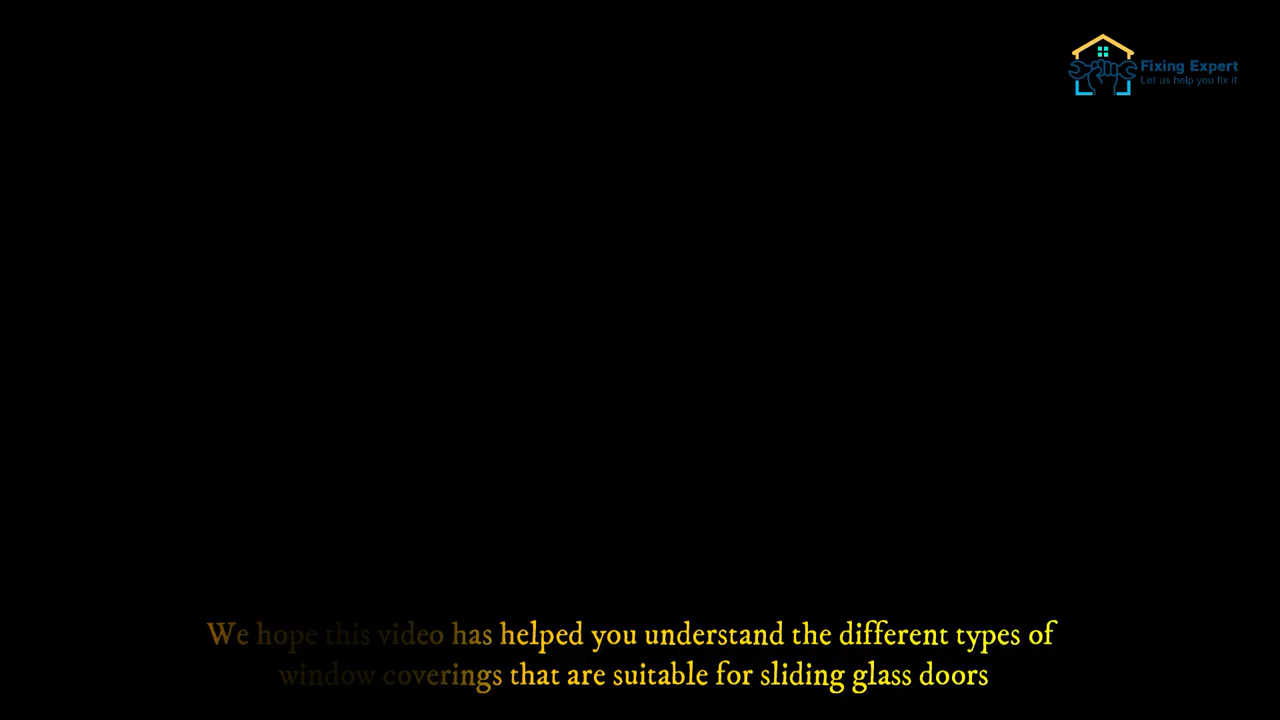 Fixing Expert
Let us help you fix it.
We hope this video has helped you understand the different types of
window coverings that are suitable for sliding glass doors